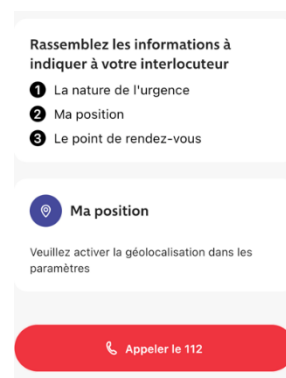 Rassemblez les informations à
indiquer à votre interlocuteur
1 La nature de l'urgence
2 Ma position
3 Le point de rendez-vous
Ma position
Veuillez activer la géolocalisation dans les
paramètres
Appeler le 112